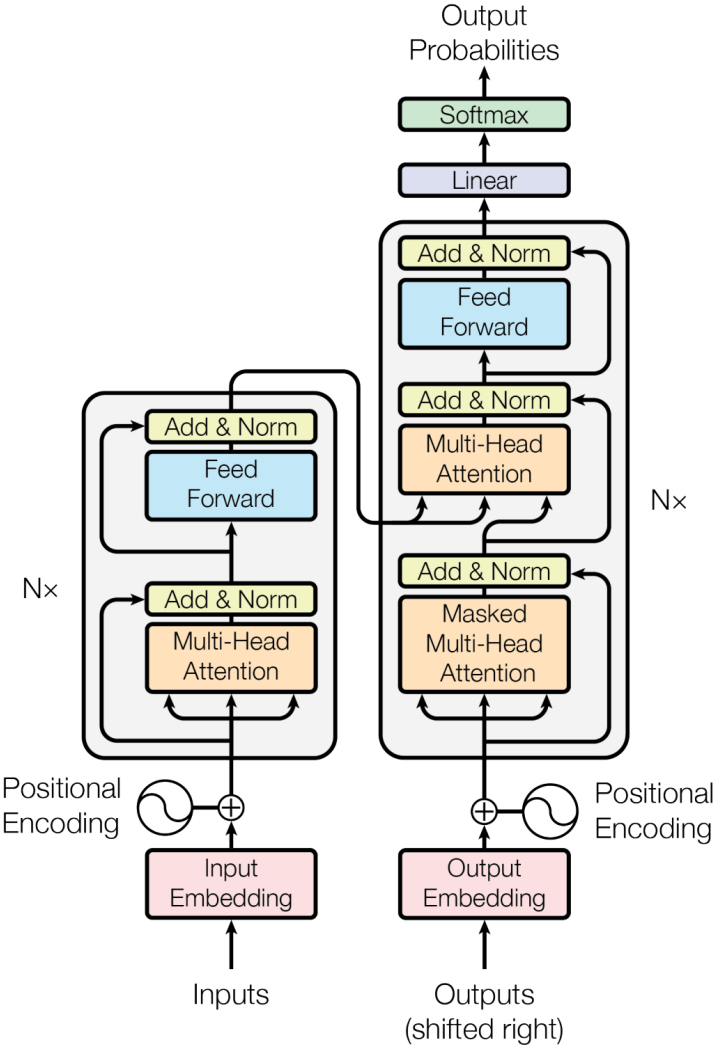 Output
Probabilities
Softmax
Linear
Add & Norm
Feed
Forward
Add & Norm
Multi-Head
Attention
Add & Norm
Masked
Multi-Head
Attention
N×
Add & Norm
Feed
Forward
Add & Norm
Multi-Head
Attention
N×
Positional
Encoding
Positional
Encoding
Input
Embedding
Output
Embedding
Inputs
Outputs
(shifted right)